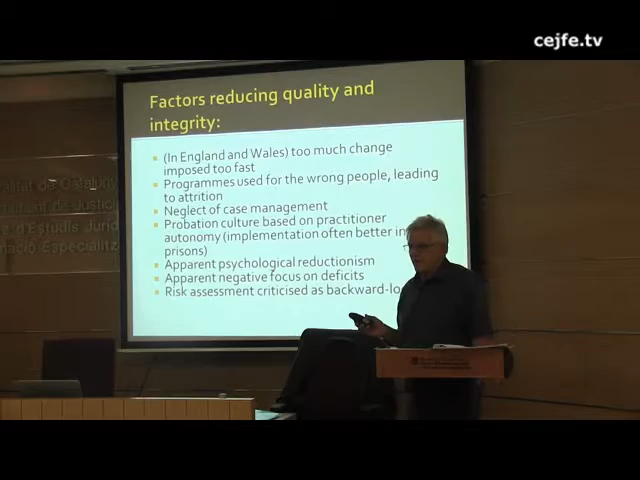 cejfe.tv
Factors reducing quality and
integrity:
(In England and Wales) too much change
imposed too fast
Programmes used for the wrong people, leading
to attrition
Neglect of case management
Probation culture based on practitioner
autonomy (implementation often better in
prisons)
Apparent psychological reductionism
Apparent negative focus on deficits
Risk assessment criticised as